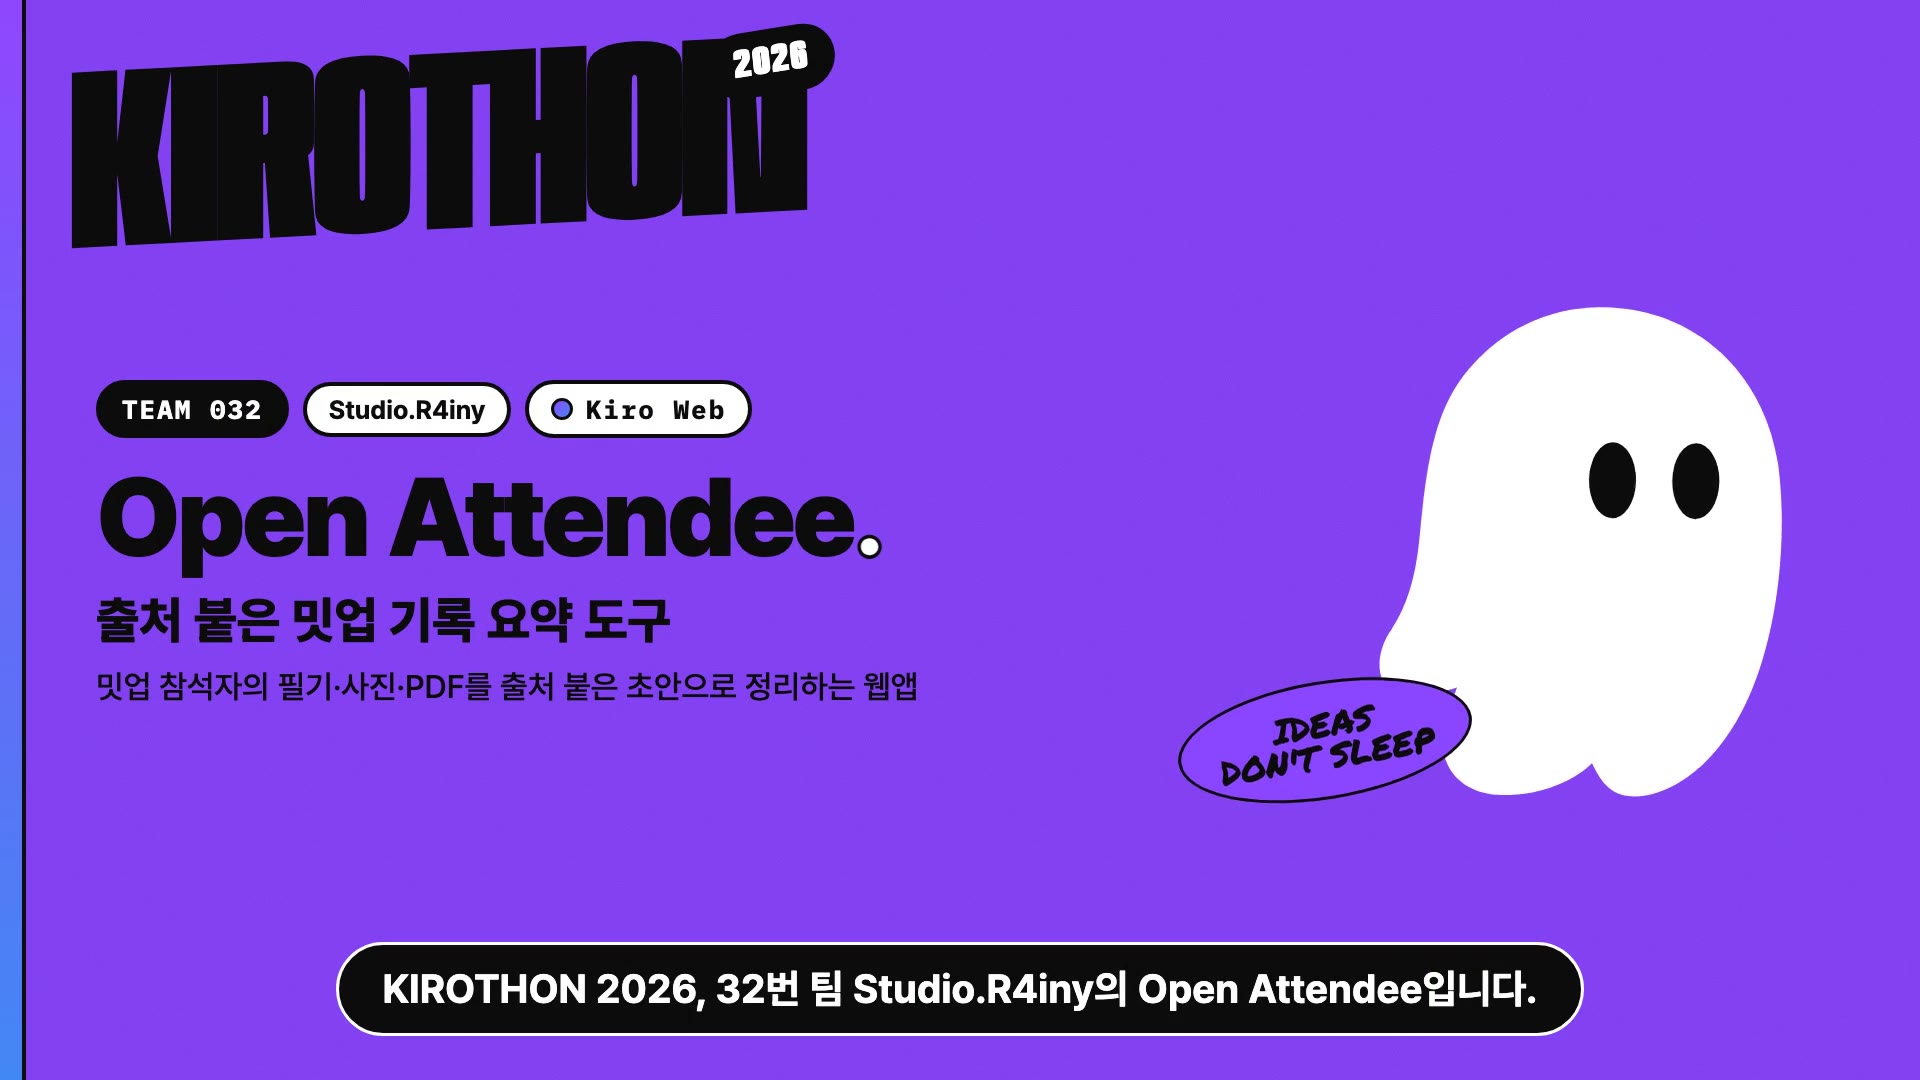 KIROTHON
2026
TEAM 032
Studio.R4iny
Kiro Web
Open Attendee.
출처 붙은 밋업 기록 요약 도구
밋업 참석자의 필기·사진·PDF를 출처 붙은 초안으로 정리하는 웹앱
IDEAS
DON'T SLEEP
KIROTHON 2026, 32번 팀 Studio.R4iny의 Open Attendee입니다.